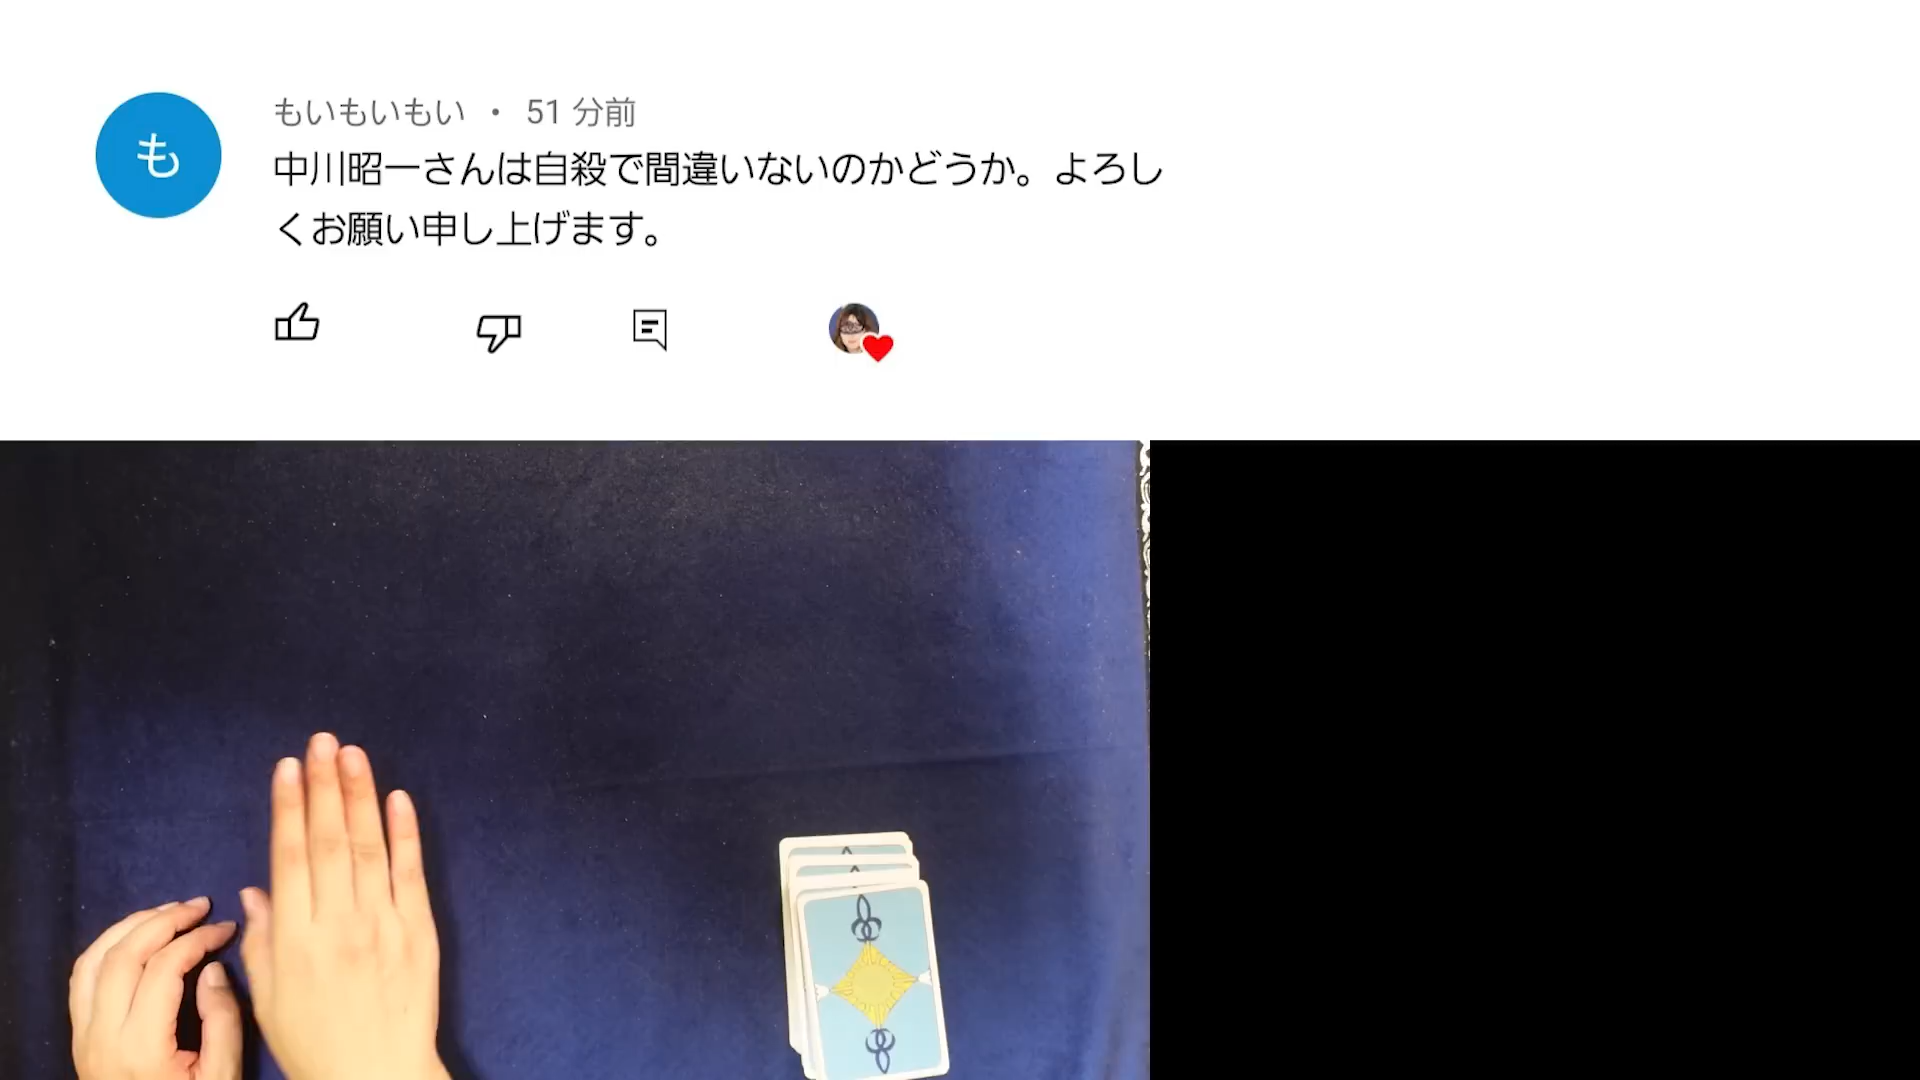 も
もいもいもい ・ 51 分前
中川昭一さんは自殺で間違いないのかどうか。よろし
くお願い申し上げます。